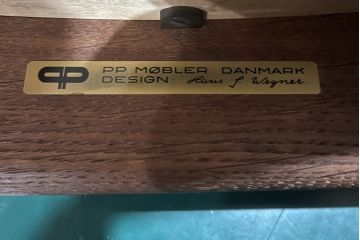 PP MØBLER DANMARK
DESIGN: Hans J. Wegner